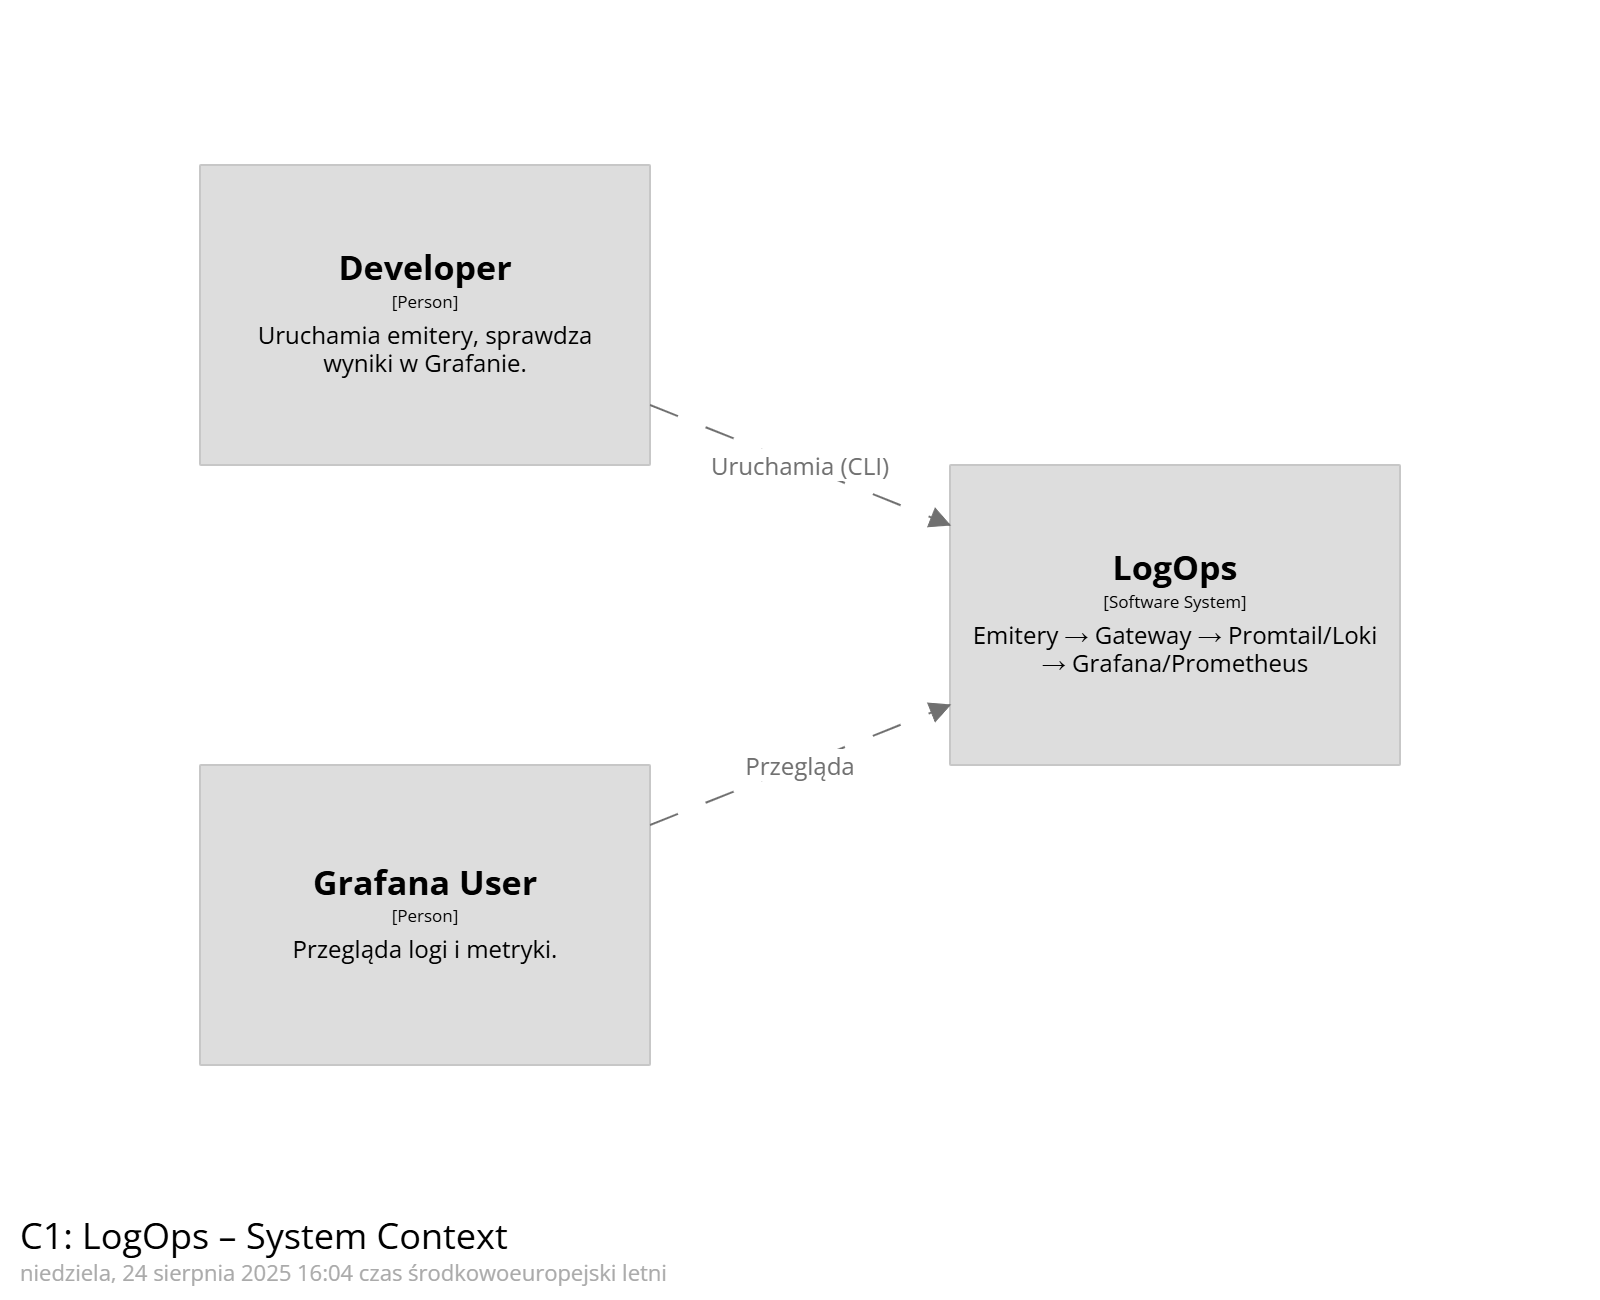 Developer
[Person]
Uruchamia emitery, sprawdza
wyniki w Grafanie.
Uruchamia (CLI)
LogOps
[Software System]
Emitery → Gateway → Promtail/Loki
→ Grafana/Prometheus
Przegląda
Grafana User
[Person]
Przegląda logi i metryki.
C1: LogOps – System Context
niedziela, 24 sierpnia 2025 16:04 czas środkowoeuropejski letni